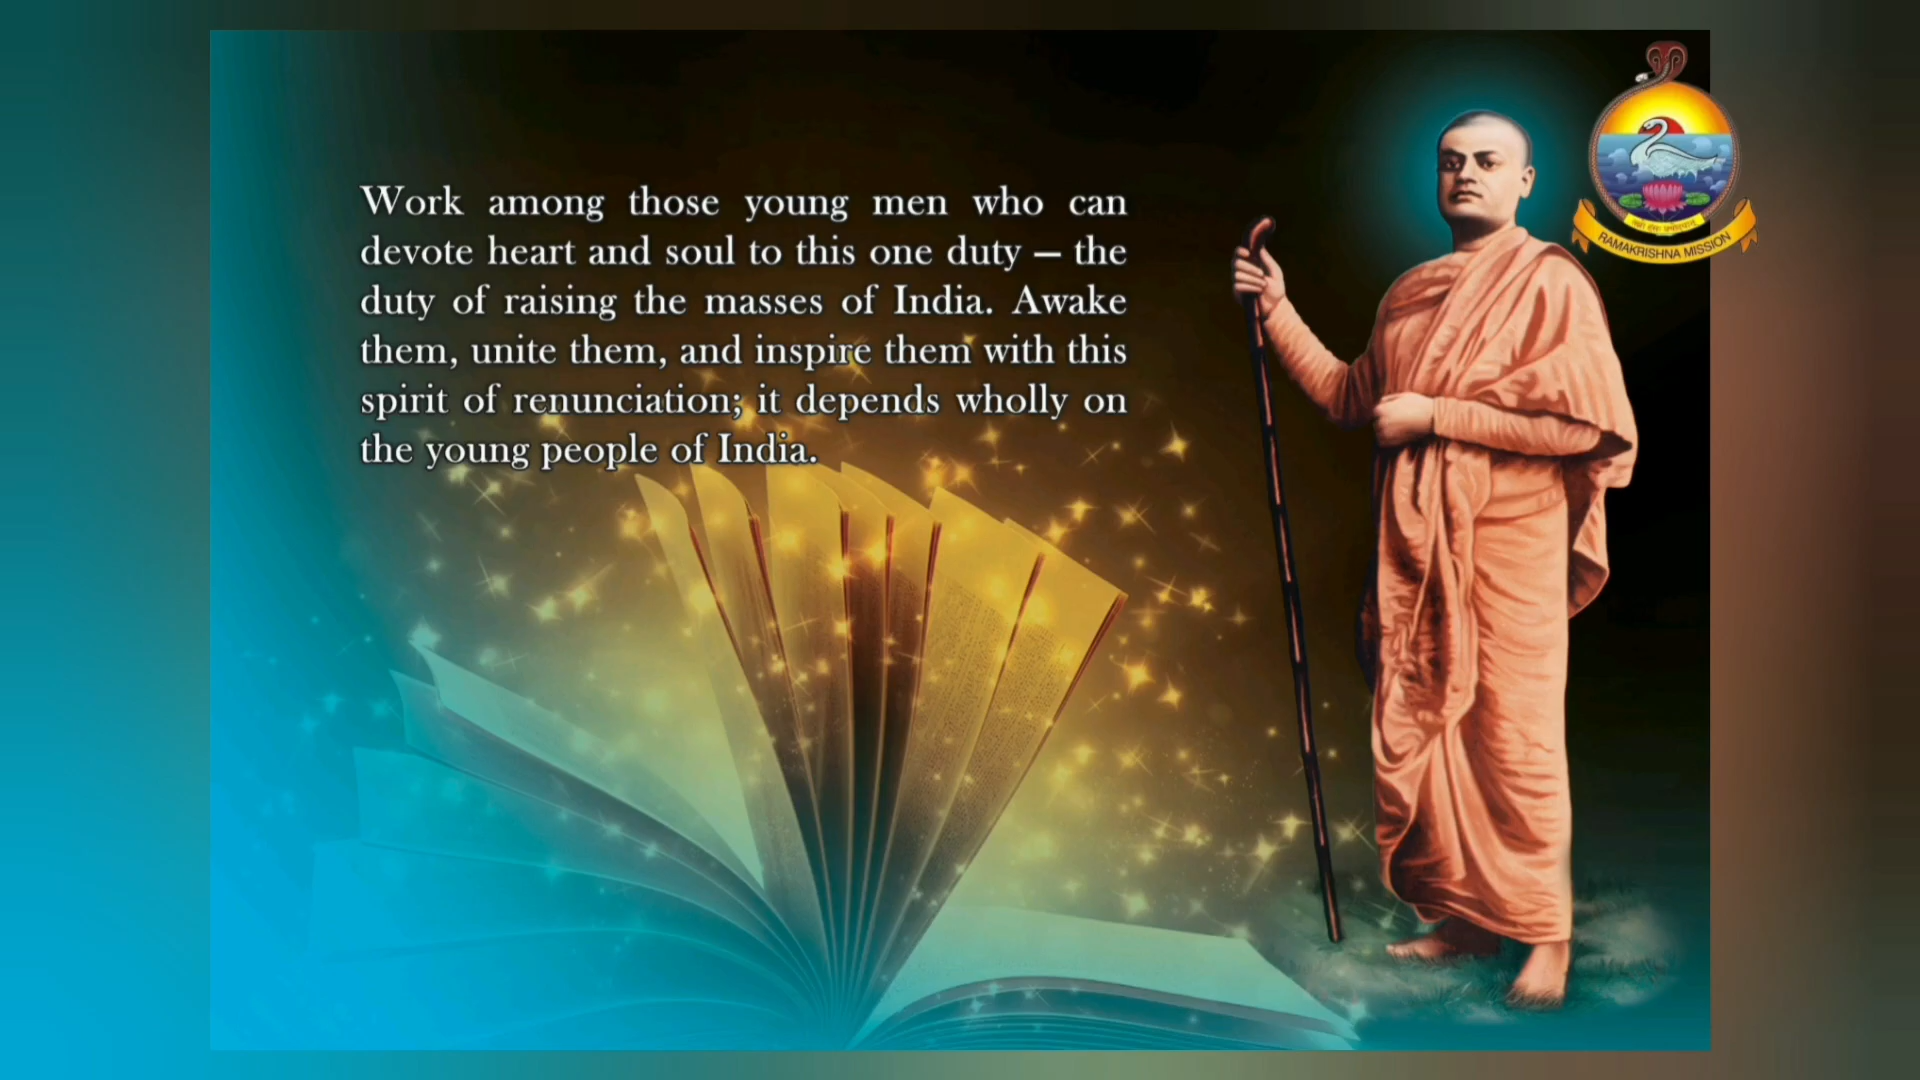 Work among those young men who can
devote heart and soul to this one duty – the
duty of raising the masses of India. Awake
them, unite them, and inspire them with this
spirit of renunciation; it depends wholly on
the young people of India.
RAMAKRISHNA MISSION